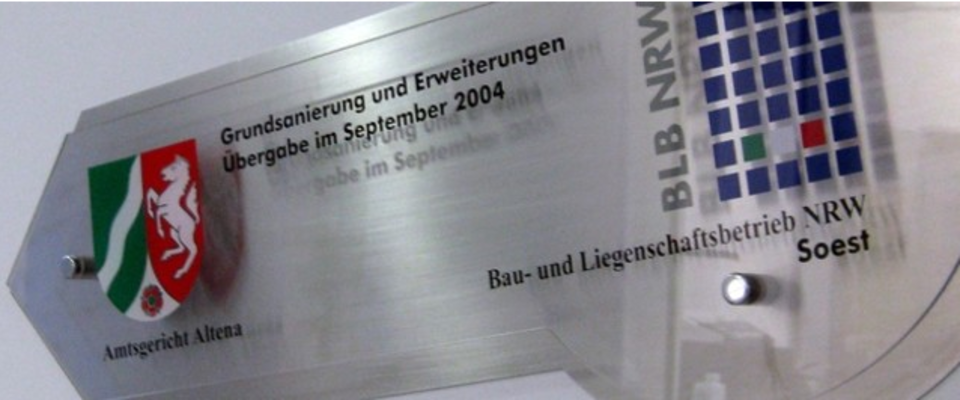 Grundsanierung und Erweiterungen
Übergabe im September 2004
Amtsgericht Altena
BLB NRW
Bau- und Liegenschaftsbetrieb NRW
Soest